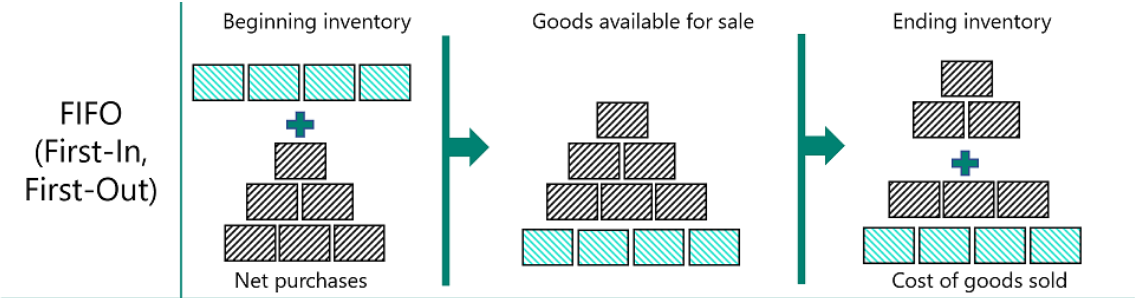 FIFO
(First-In,
First-Out)
Beginning inventory
Net purchases
Goods available for sale
Ending inventory
Cost of goods sold